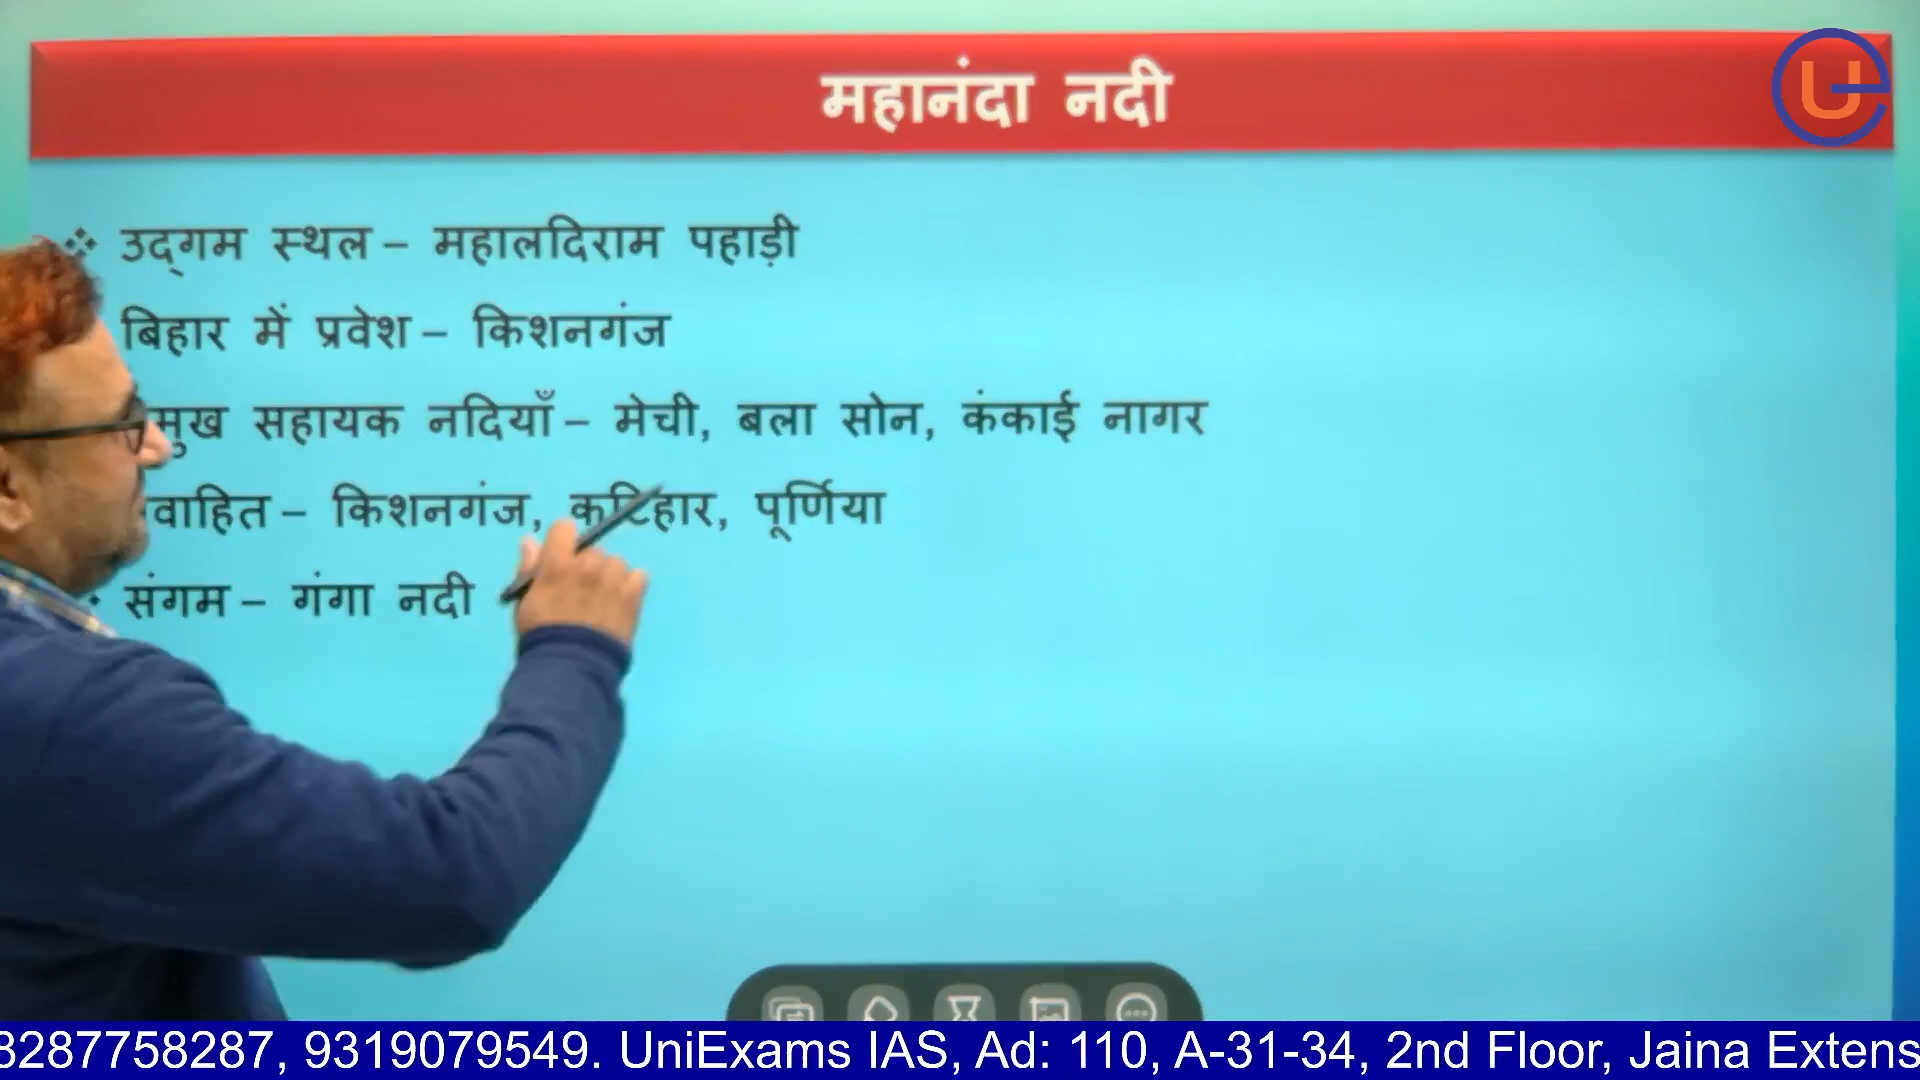 महानंदा नदी
उद्‌गम स्थल – महालदिराम पहाड़ी
बिहार में प्रवेश – किशनगंज
मुख सहायक नदियाँ – मेची, बला सोन, कंकाई नागर
वाहित – किशनगंज, कटिहार, पूर्णिया
संगम – गंगा नदी
8287758287, 9319079549. UniExams IAS, Ad: 110, A-31-34, 2nd Floor, Jaina Extens